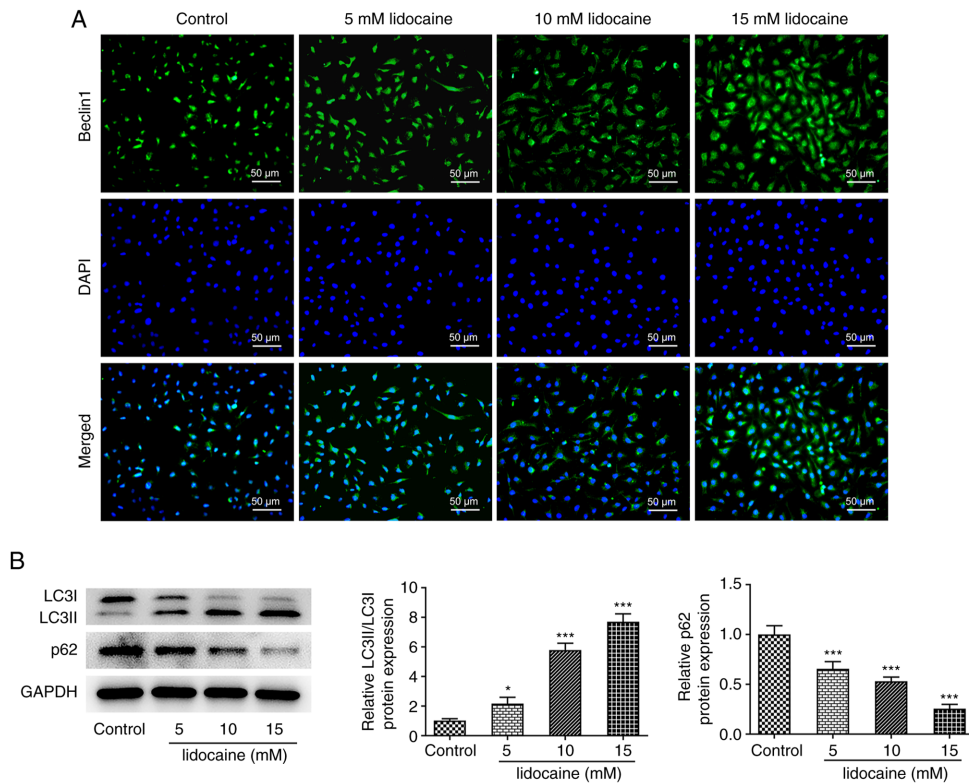 A
Control
5 mM lidocaine
10 mM lidocaine
15 mM lidocaine
Beclin1
50 µm
50 µm
50 µm
50 µm
DAPI
50 µm
50 µm
50 µm
50 µm
Merged
50 µm
50 µm
50 µm
50 µm
B
LC3I
LC3II
p62
GAPDH
Control
5
10
15
lidocaine (mM)
Relative LC3II/LC3I
protein expression
10
8
6
4
2
0
*
***
***
Control
5
10
15
lidocaine (mM)
Relative p62
protein expression
1.5
1.0
0.5
0.0
***
***
***
Control
5
10
15
lidocaine (mM)